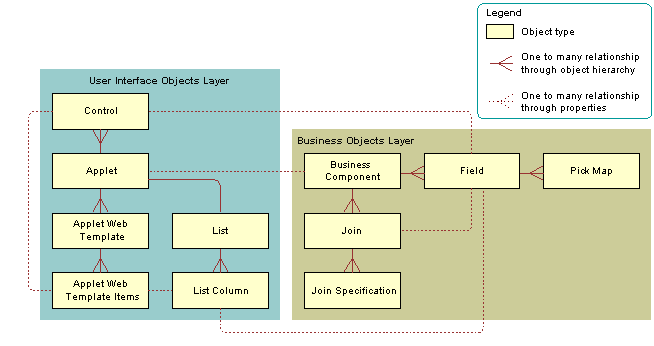 Legend
Object type
One to many relationship
through object hierarchy
One to many relationship
through properties
User Interface Objects Layer
Control
Applet
Applet Web
Template
List
Applet Web
Template Items
List Column
Business Objects Layer
Business
Component
Field
Pick Map
Join
Join Specification